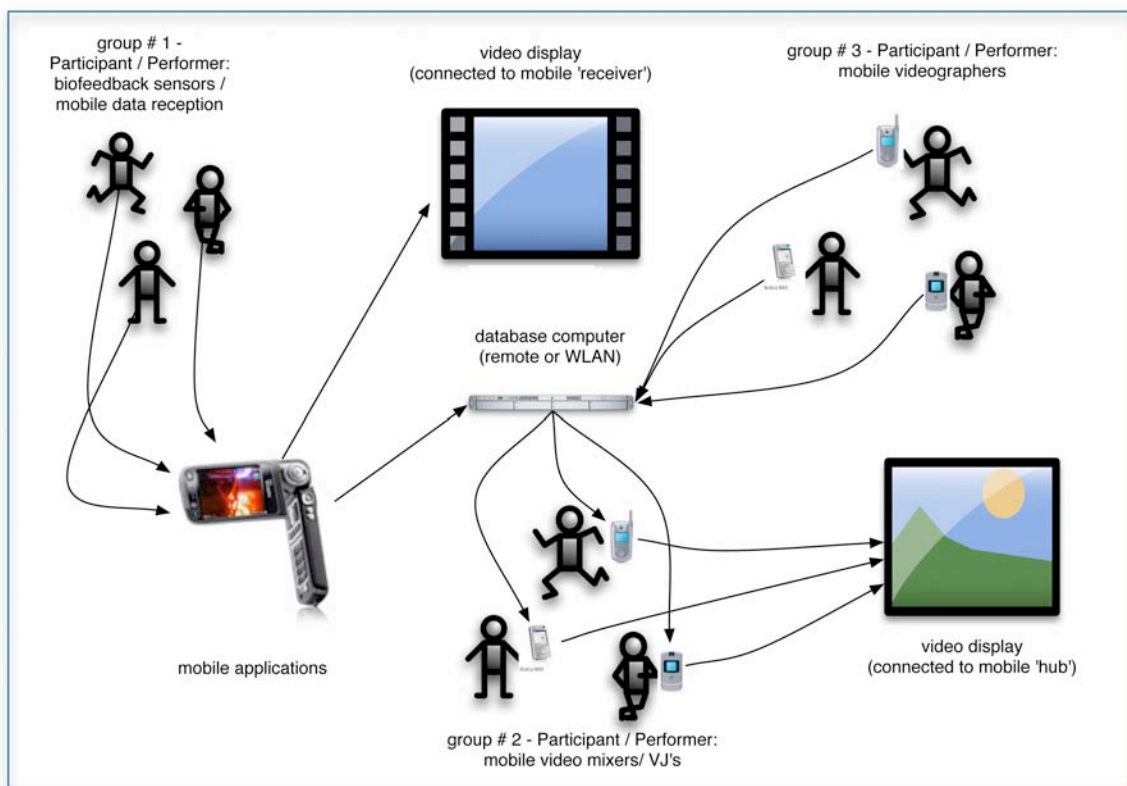 group # 1 -
Participant / Performer:
biofeedback sensors /
mobile data reception
video display
(connected to mobile 'receiver')
group # 3 - Participant / Performer:
mobile videographers
database computer
(remote or WLAN)
mobile applications
video display
(connected to mobile 'hub')
group # 2 - Participant / Performer:
mobile video mixers/ VJ's